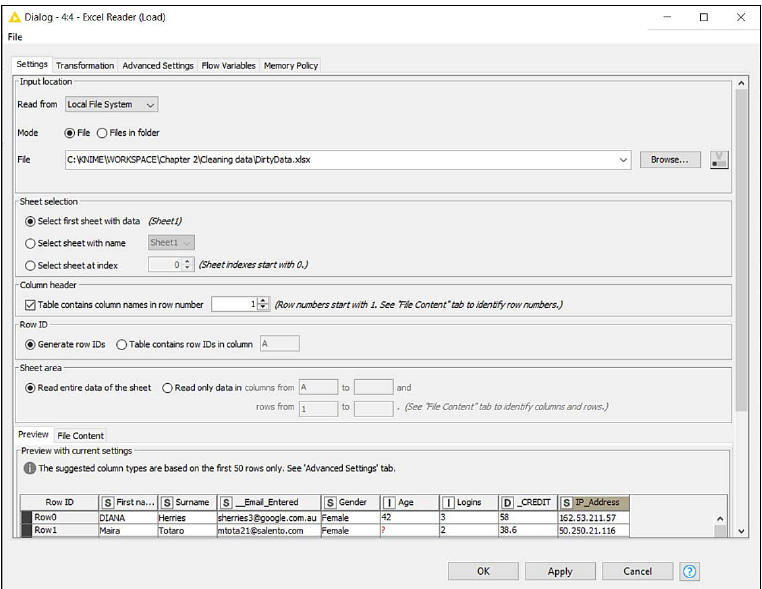 Dialog - 4:4 - Excel Reader (Load)
File
Settings Transformation Advanced Settings Flow Variables Memory Policy
Input location
Read from Local File System
Mode File Files in folder
File C:\KNIME\WORKSPACE\Chapter 2\Cleaning data\DirtyData.xlsx Browse... V
Sheet selection
Select first sheet with data (Sheet1)
Select sheet with name Sheet1
Select sheet at index 0 (Sheet indexes start with 0.)
Column header
Table contains column names in row number 1 (Row numbers start with 1. See "File Content" tab to identify row numbers.)
Row ID
Generate row IDs Table contains row IDs in column A
Sheet area
Read entire data of the sheet Read only data in columns from A to and
rows from 1 to . (See "File Content" tab to identify columns and rows.)
Preview File Content
Preview with current settings
The suggested column types are based on the first 50 rows only. See 'Advanced Settings' tab.
Row ID S First na... S Surname S __Email_Entered S Gender I Age I Logins D _CREDIT S IP_Address
Row0 DIANA Herries sherries3@google.com.au Female 42 3 58 162.53.211.57
Row1 Maira Totaro mtota21@salento.com Female ? 2 38.6 50.250.21.116
OK Apply Cancel ?